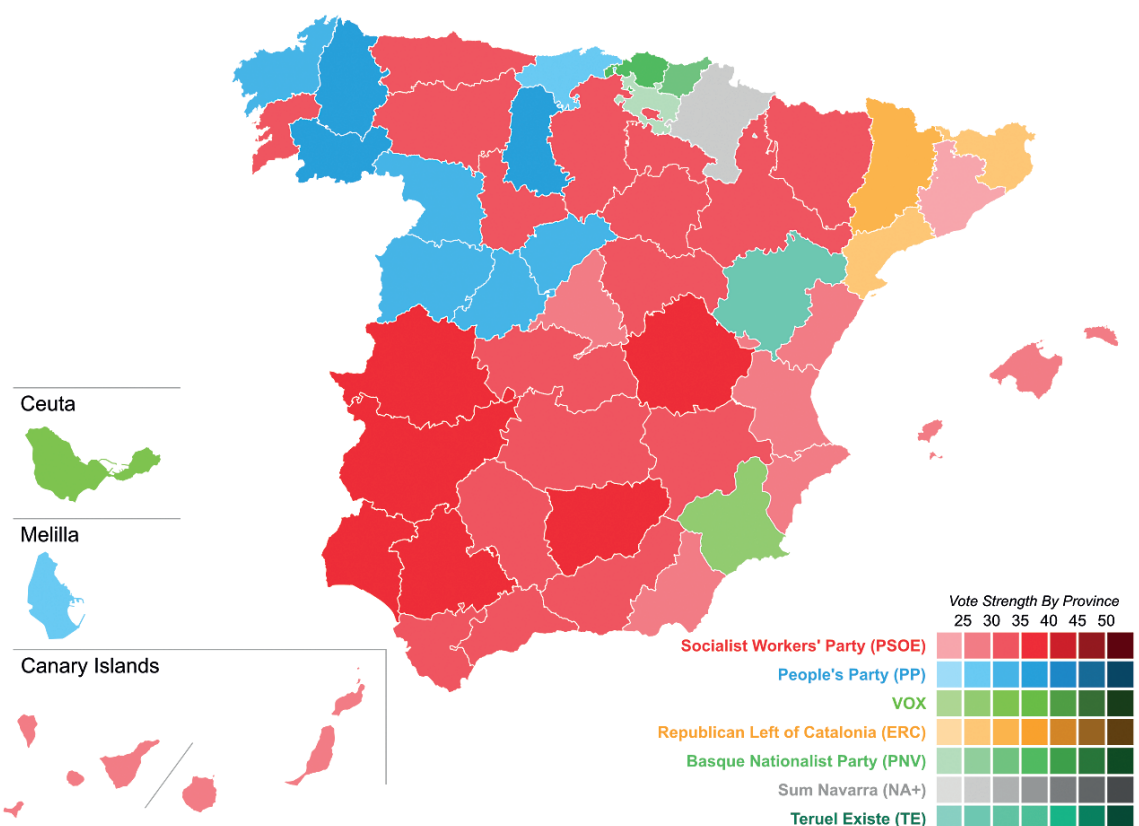 Ceuta
Melilla
Canary Islands
Vote Strength By Province
25 30 35 40 45 50
Socialist Workers' Party (PSOE)
People's Party (PP)
VOX
Republican Left of Catalonia (ERC)
Basque Nationalist Party (PNV)
Sum Navarra (NA+)
Teruel Existe (TE)